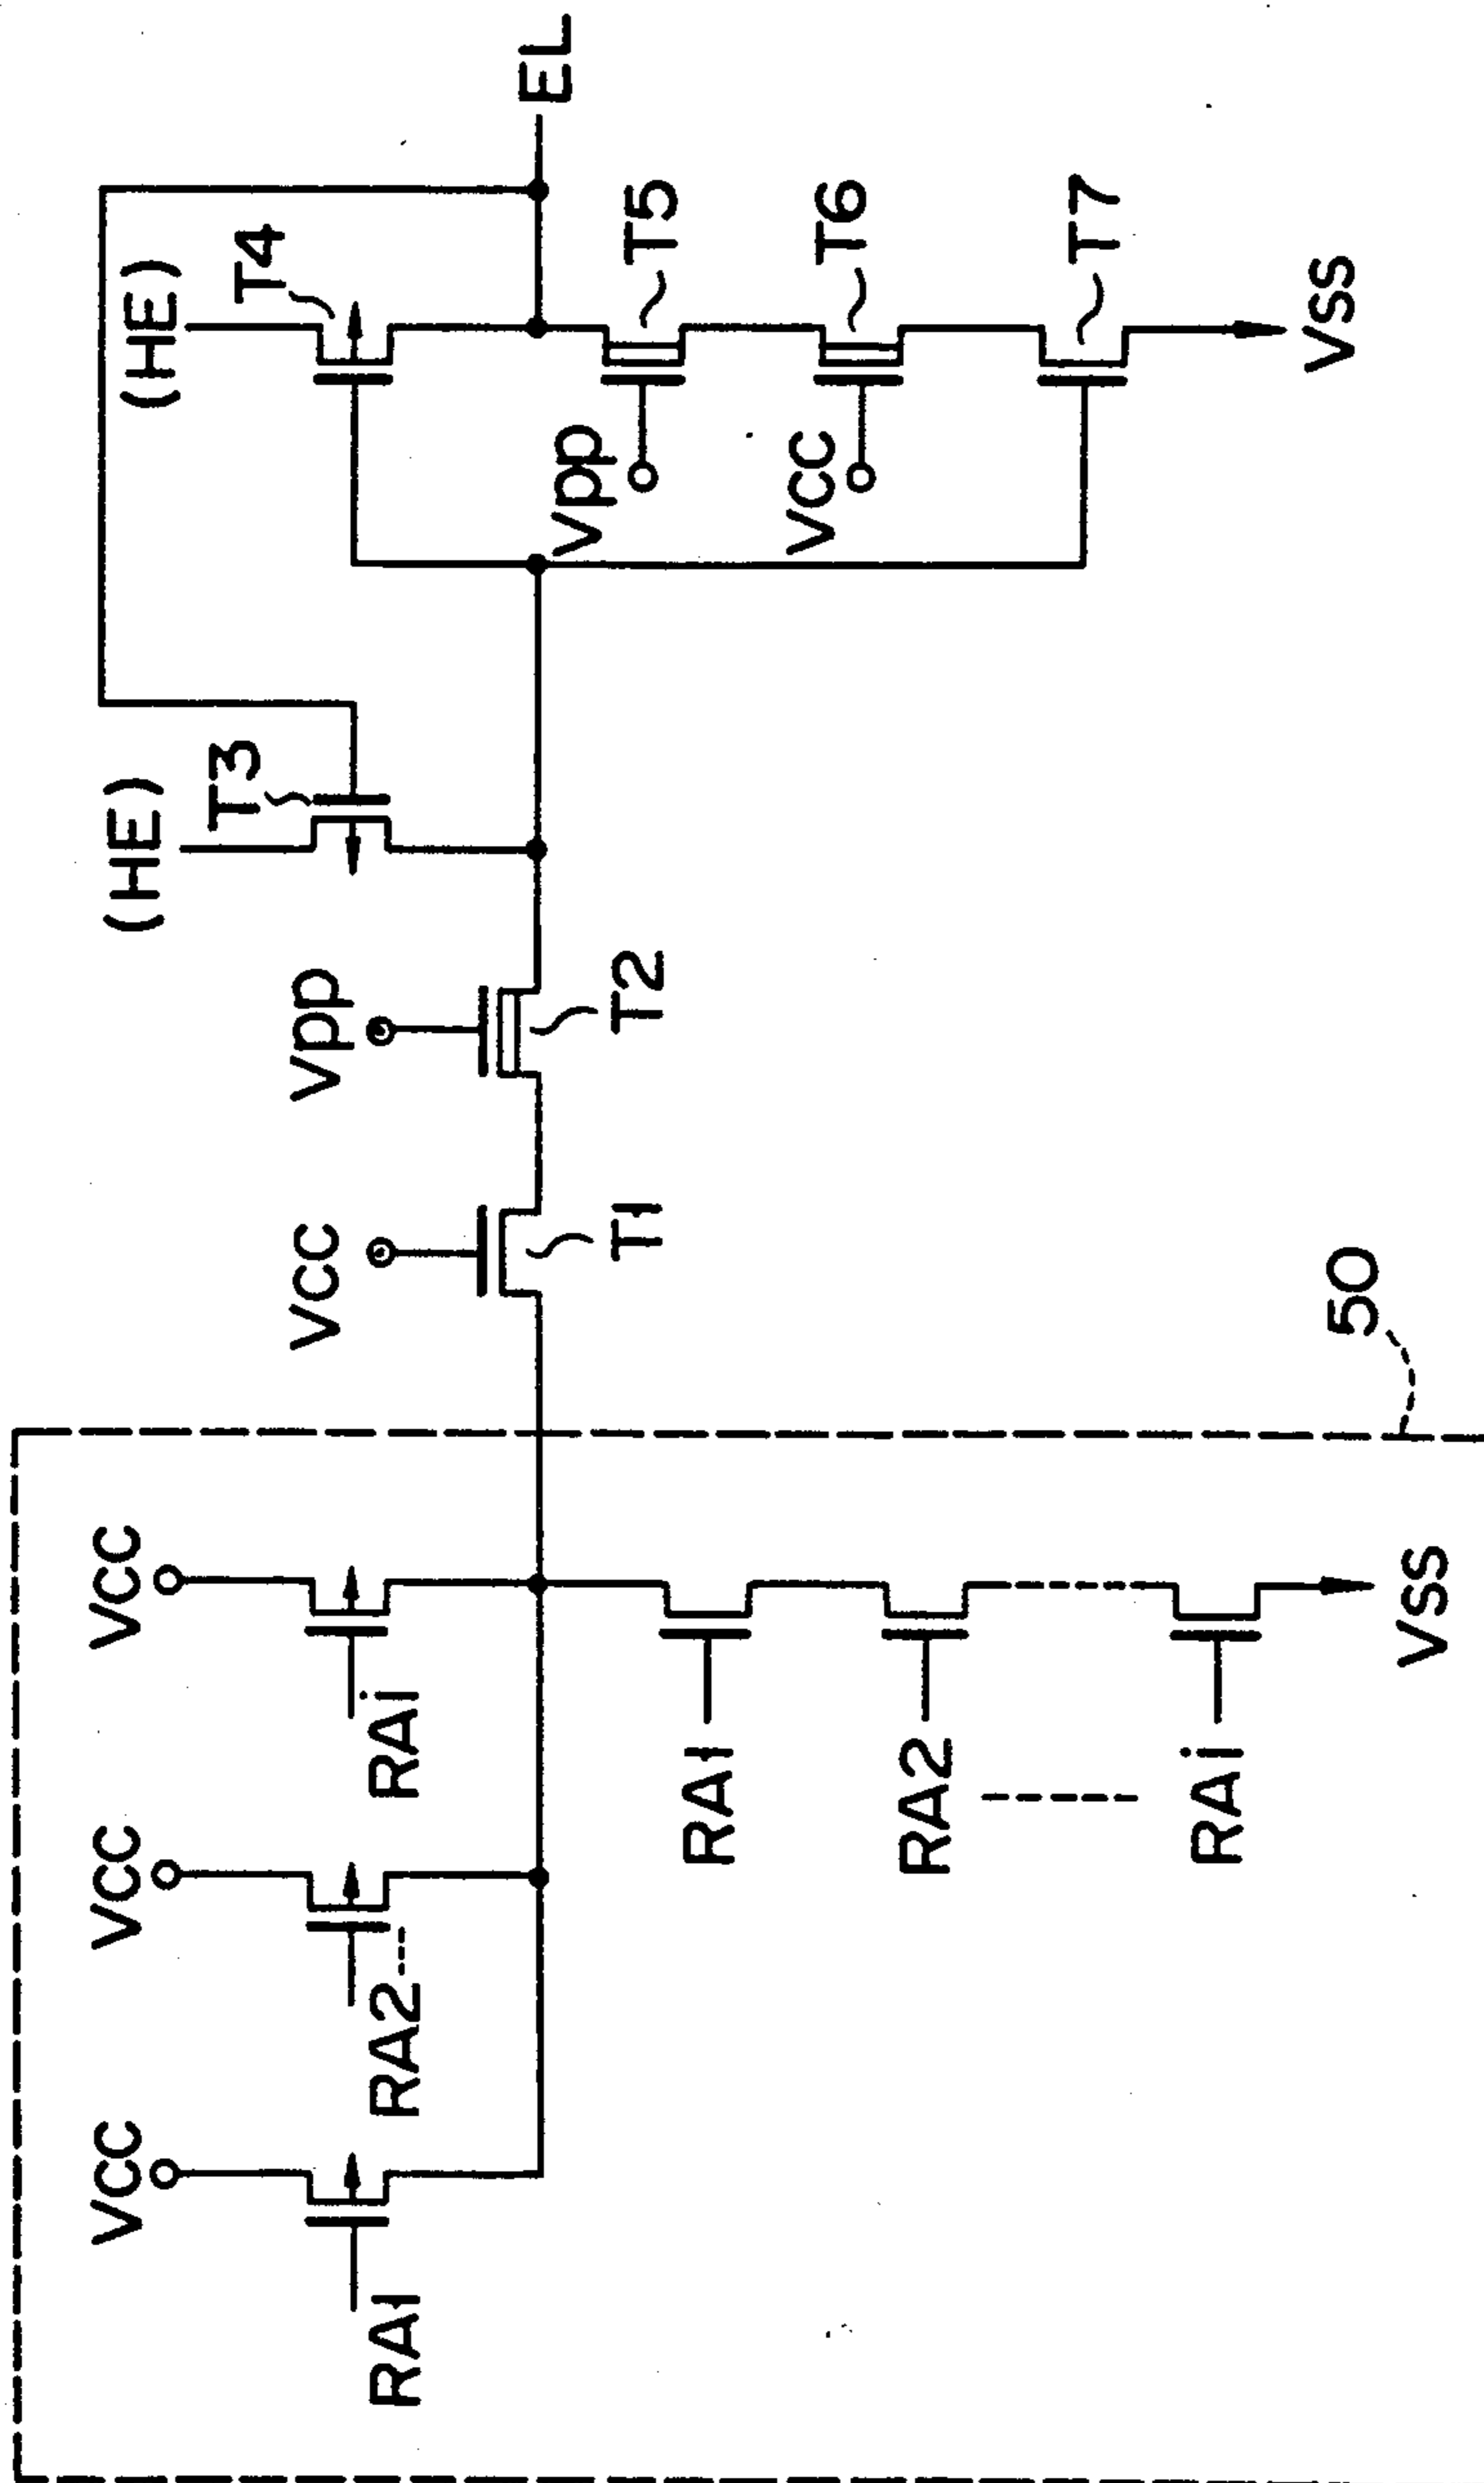 VCC
VCC
VCC
RA1
RA2
RAi
RA1
RA2
RAi
VSS
50
VCC
T1
Vpp
T2
(HE)
T3
(HE)
T4
EL
Vpp
T5
VCC
T6
T7
VSS